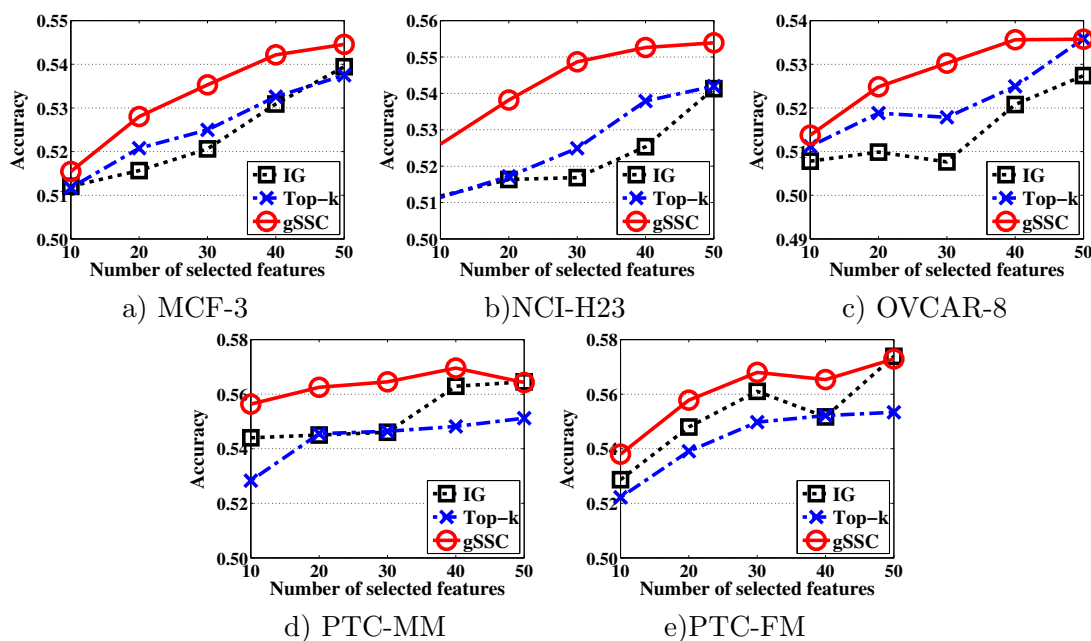 0.55
0.54
0.53
0.52
0.51
0.50
Accuracy
IG
Top-k
gSSC
10 20 30 40 50
Number of selected features
a) MCF-3
0.56
0.55
0.54
0.53
0.52
0.51
0.50
Accuracy
IG
Top-k
gSSC
10 20 30 40 50
Number of selected features
b)NCI-H23
0.54
0.53
0.52
0.51
0.50
0.49
Accuracy
IG
Top-k
gSSC
10 20 30 40 50
Number of selected features
c) OVCAR-8
0.58
0.56
0.54
0.52
0.50
Accuracy
IG
Top-k
gSSC
10 20 30 40 50
Number of selected features
d) PTC-MM
0.58
0.56
0.54
0.52
0.50
Accuracy
IG
Top-k
gSSC
10 20 30 40 50
Number of selected features
e)PTC-FM